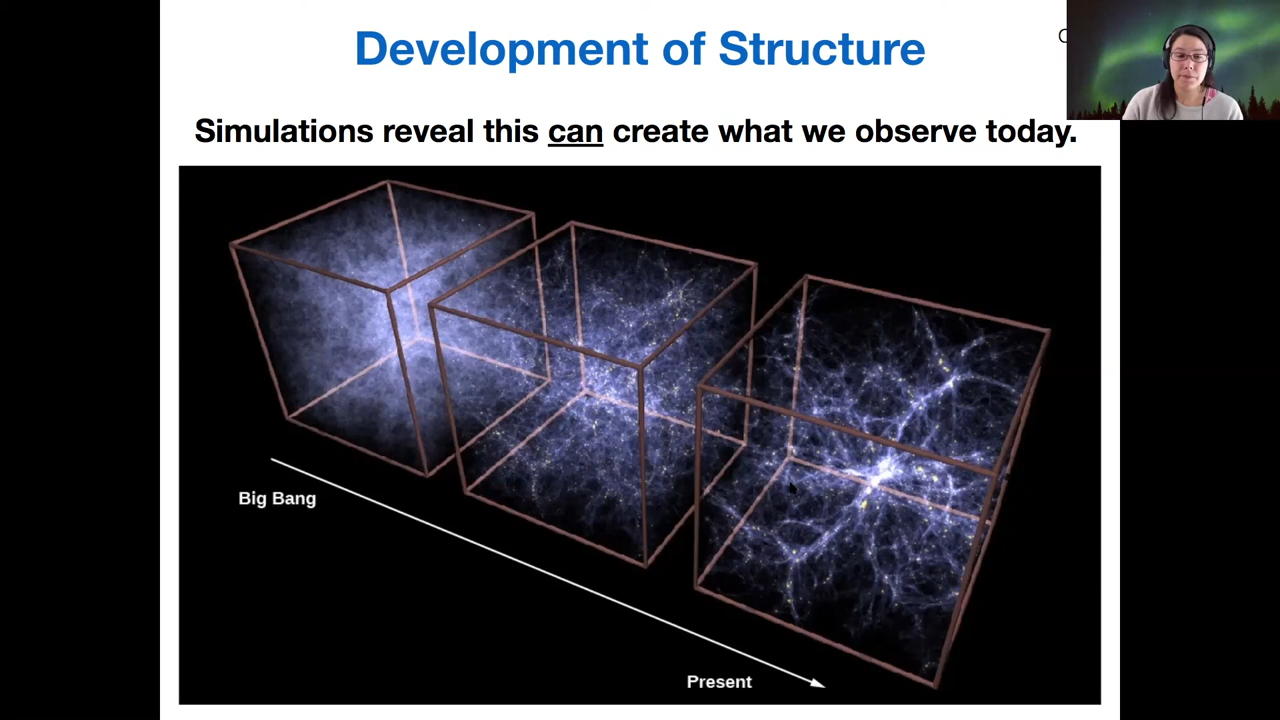 Development of Structure
Simulations reveal this can create what we observe today.
Big Bang
Present